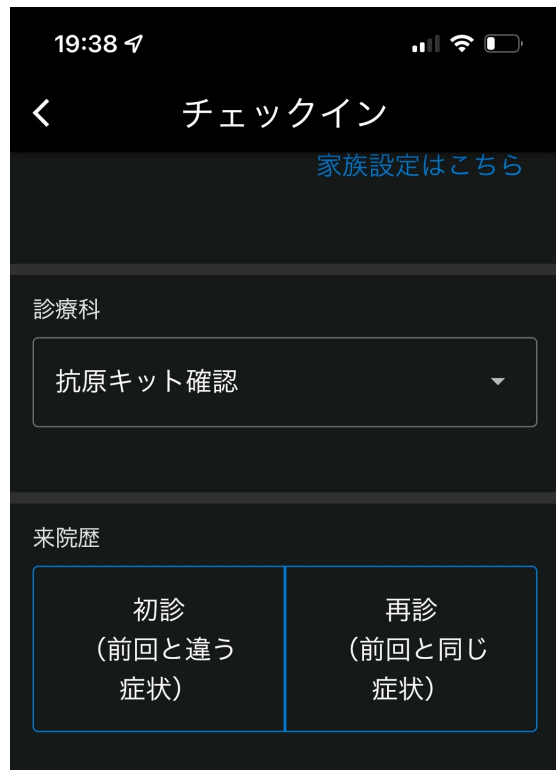 19:38
チェックイン
家族設定はこちら
診療科
抗原キット確認
来院歴
初診
（前回と違う
症状）
再診
（前回と同じ
症状）